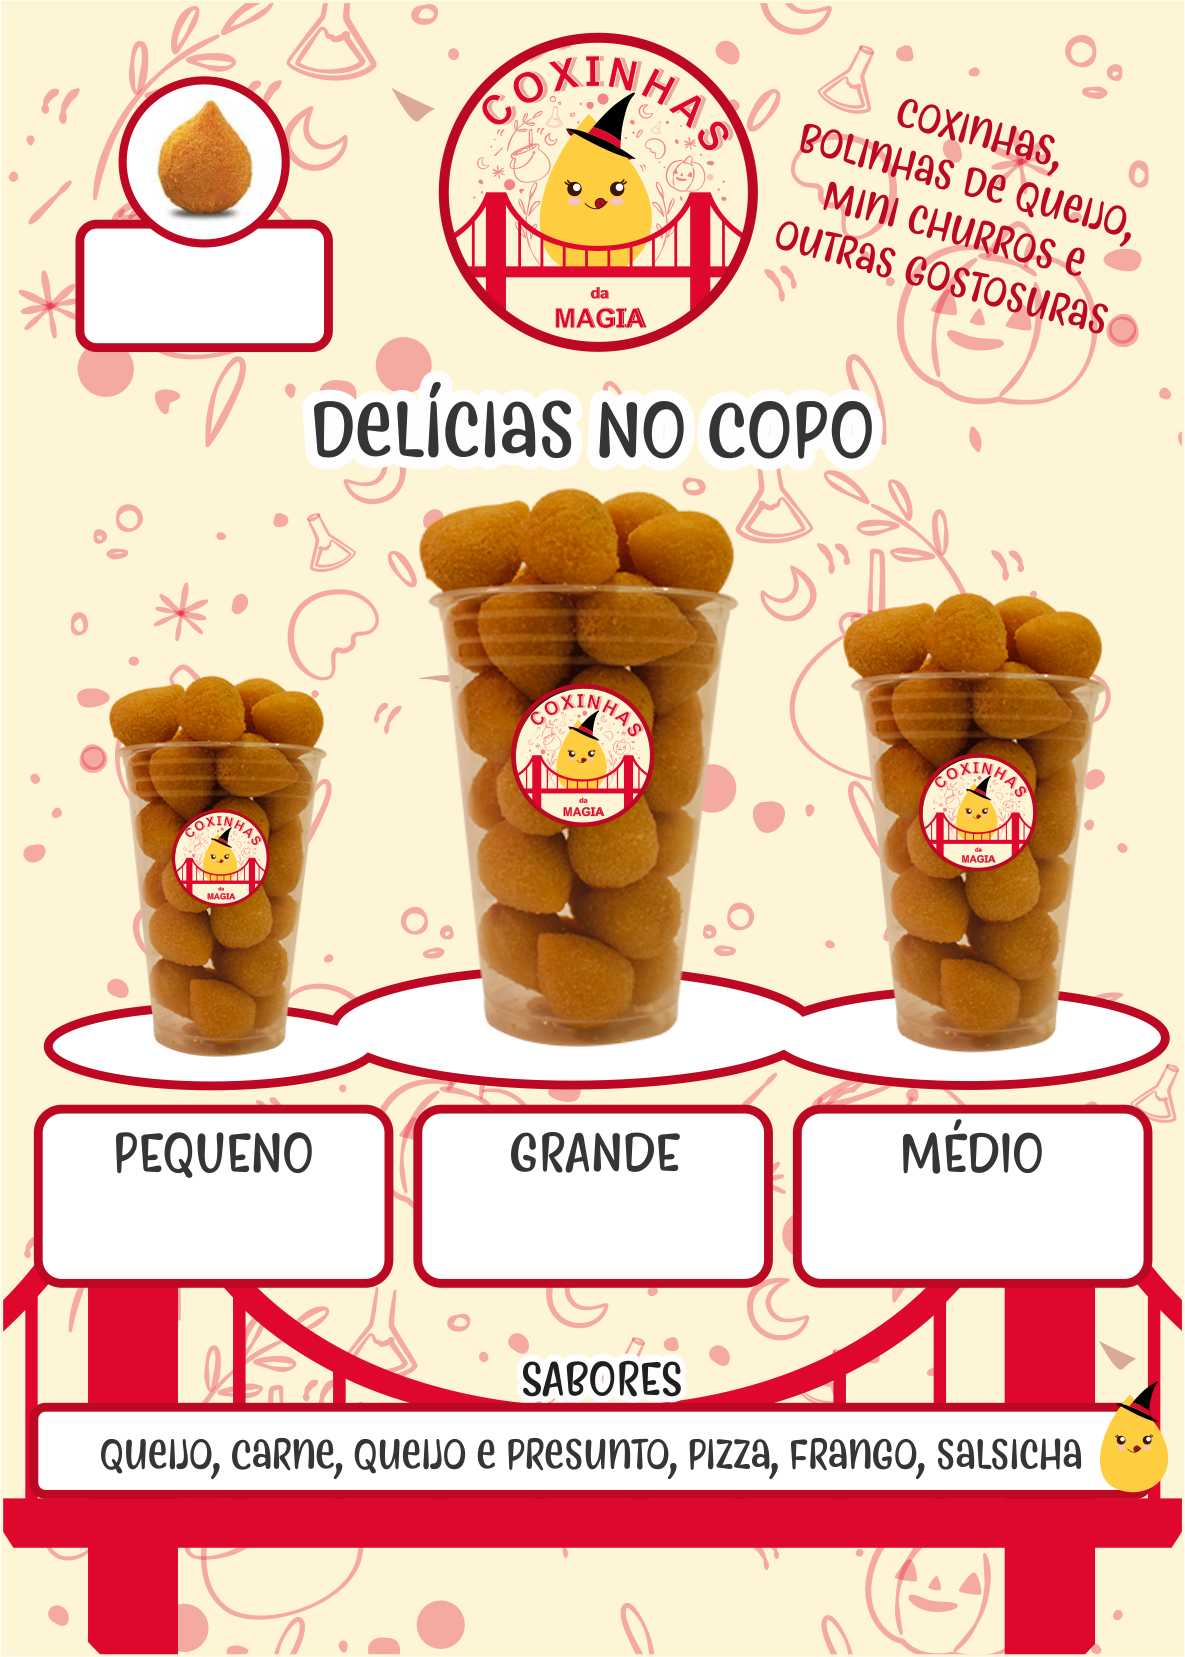 COXINHAS
da
MAGIA
COXINHAS,
BOLINHAS DE QUEIJO,
MINI CHURROS E
OUTRAS GOSTOSURAS
DELÍCIAS NO COPO
COXINHAS
da
MAGIA
COXINHAS
da
MAGIA
COXINHAS
da
MAGIA
PEQUENO
GRANDE
MÉDIO
SABORES
QUEIJO, CARNE, QUEIJO E PRESUNTO, PIZZA, FRANGO, SALSICHA